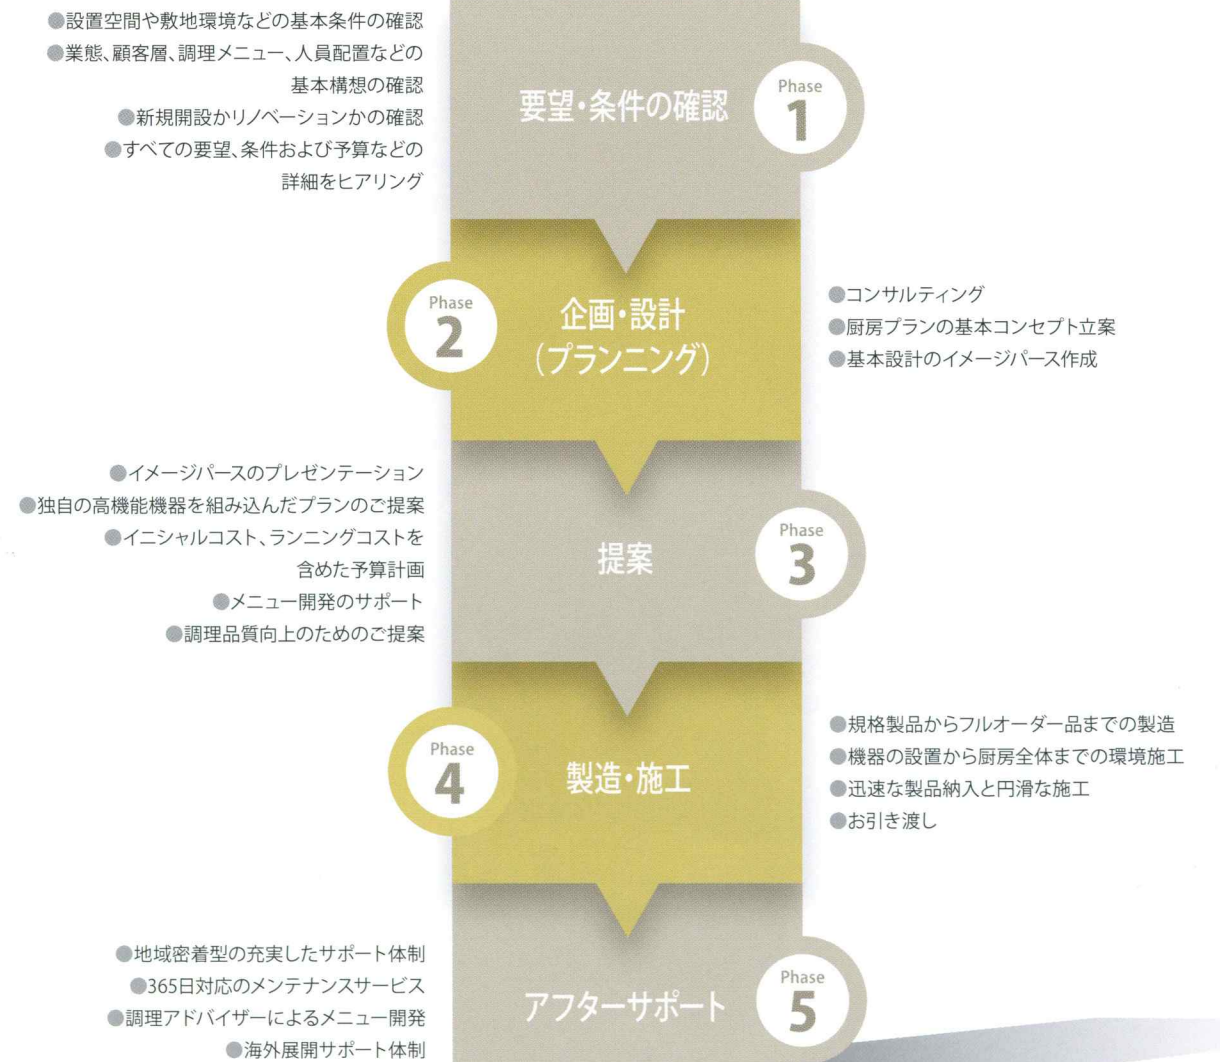 ●設置空間や敷地環境などの基本条件の確認
●業態、顧客層、調理メニュー、人員配置などの
基本構想の確認
●新規開設かリノベーションかの確認
●すべての要望、条件および予算などの
詳細をヒアリング
要望・条件の確認
Phase
1
Phase
2
企画・設計
(プランニング)
●コンサルティング
●厨房プランの基本コンセプト立案
●基本設計のイメージパース作成
●イメージパースのプレゼンテーション
●独自の高機能機器を組み込んだプランのご提案
●イニシャルコスト、ランニングコストを
含めた予算計画
●メニュー開発のサポート
●調理品質向上のためのご提案
提案
Phase
3
Phase
4
製造・施工
●規格製品からフルオーダー品までの製造
●機器の設置から厨房全体までの環境施工
●迅速な製品納入と円滑な施工
●お引き渡し
●地域密着型の充実したサポート体制
●365日対応のメンテナンスサービス
●調理アドバイザーによるメニュー開発
●海外展開サポート体制
アフターサポート
Phase
5